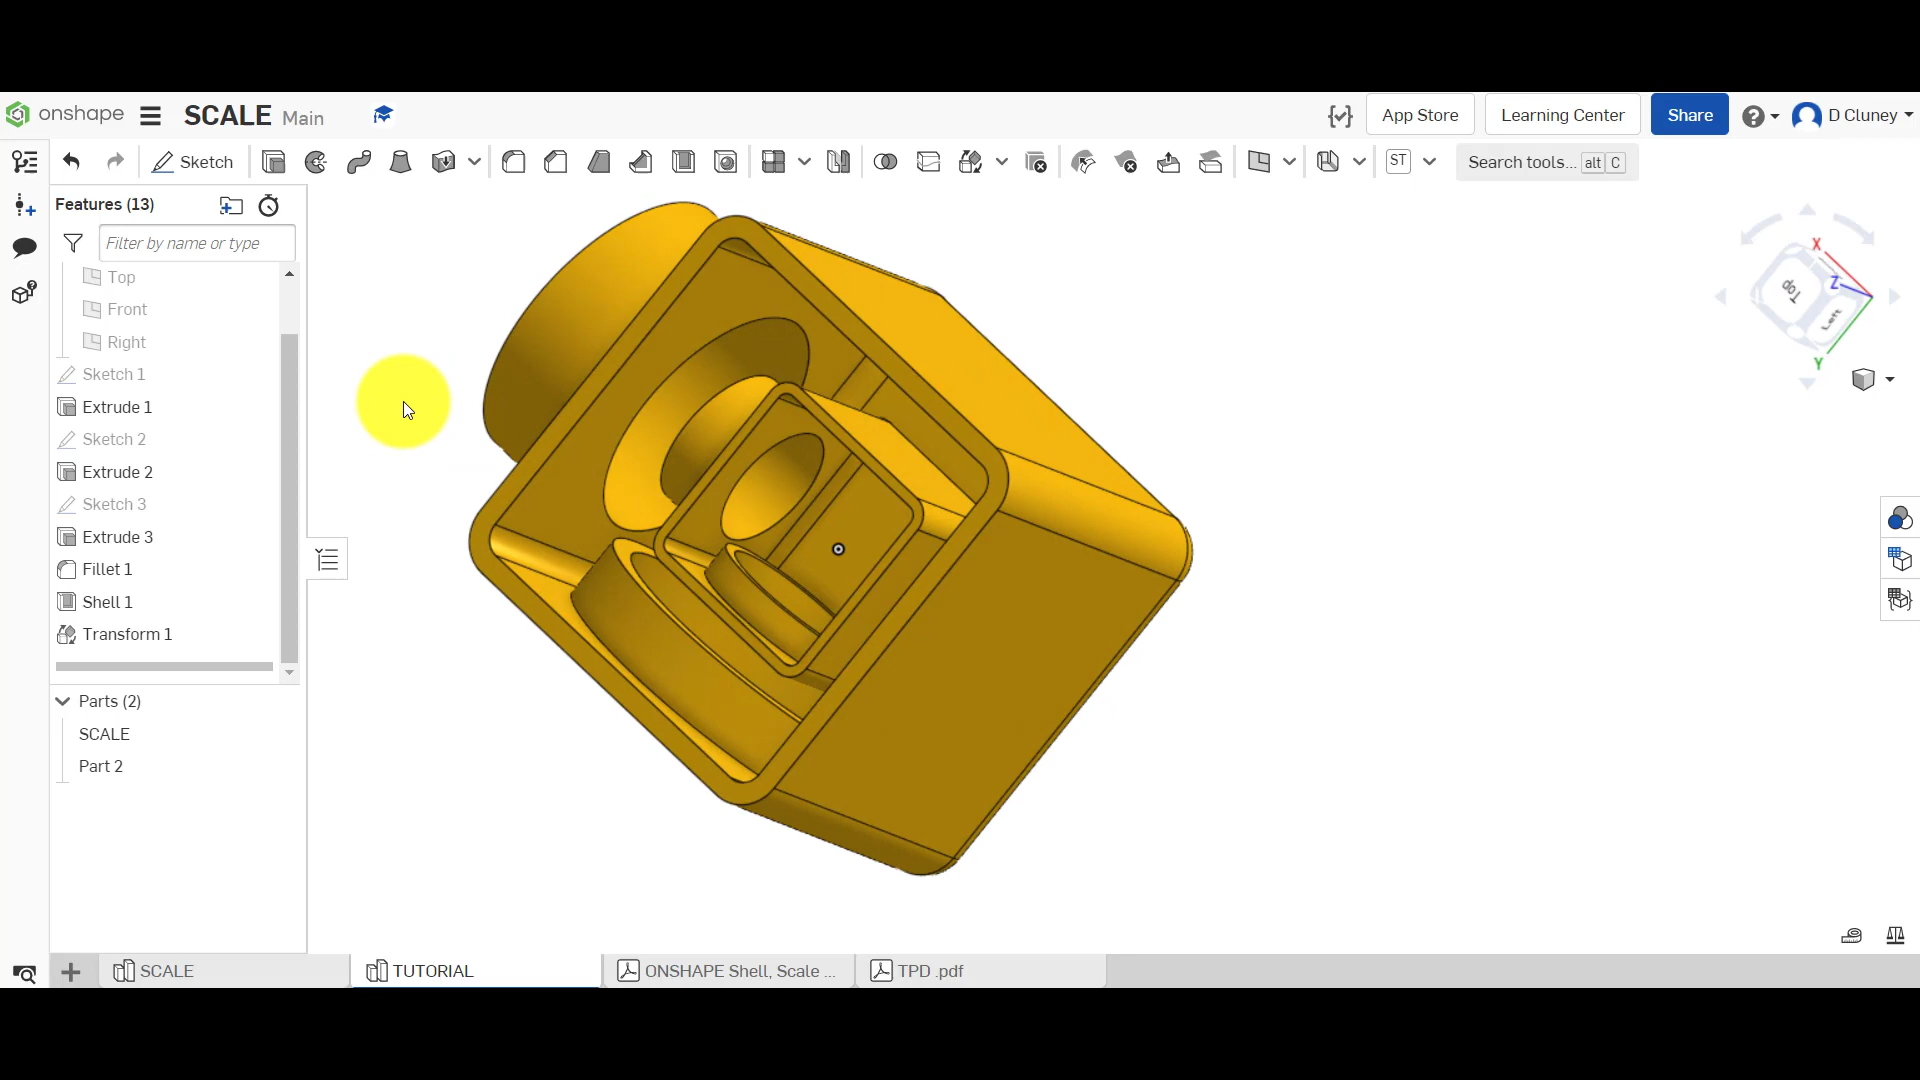 onshape SCALE Main App Store Learning Center Share D Cluney
Sketch ST Search tools... alt C
Features (13)
Filter by name or type
Top
Front
Right
Sketch 1
Extrude 1
Sketch 2
Extrude 2
Sketch 3
Extrude 3
Fillet 1
Shell 1
Transform 1
Parts (2)
SCALE
Part 2
X
Z
Top
Left
Y
SCALE TUTORIAL ONSHAPE Shell, Scale ... TPD .pdf